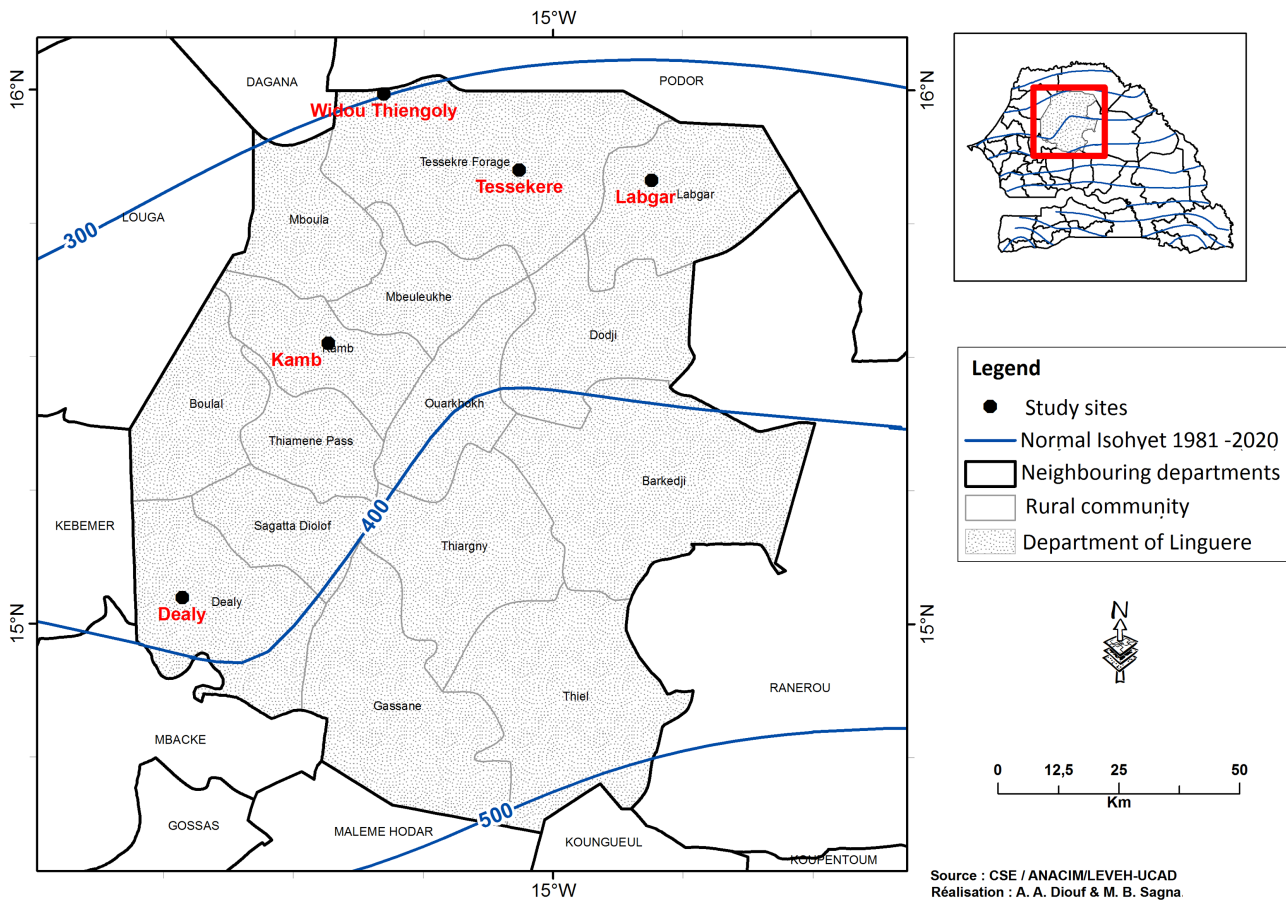 15°W
DAGANA
PODOR
16°N
16°N
Widou Thiengoly
Tessekre Forage
Tessekere
Labgar
Labgar
LOUGA
300
Mboula
Mbeuleukhe
Dodji
Kamb
Kamb
Boulal
Ouarkhokh
Thiamene Pass
Barkedji
KEBEMER
Sagatta Diolof
400
Thiargny
Dealy
Dealy
15°N
15°N
RANEROU
Gassane
Thiel
MBACKE
GOSSAS
MALEME HODAR
500
KOUNGUEUL
KOUPENTOUM
15°W
Legend
Study sites
Normal Isohyet 1981 -2020
Neighbouring departments
Rural community
Department of Linguere
N
0 12,5 25 50
Km
Source : CSE / ANACIM/LEVEH-UCAD
Réalisation : A. A. Diouf & M. B. Sagna